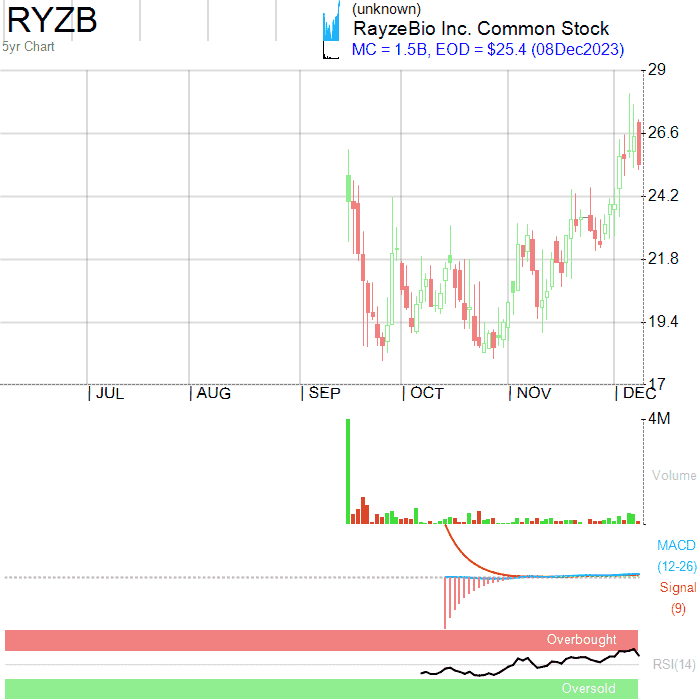 RYZB
5yr Chart
(unknown)
RayzeBio Inc. Common Stock
MC = 1.5B, EOD = $25.4 (08Dec2023)
29
26.6
24.2
21.8
19.4
17
JUL
AUG
SEP
OCT
NOV
DEC
4M
Volume
MACD
(12-26)
Signal
(9)
Overbought
RSI(14)
Oversold